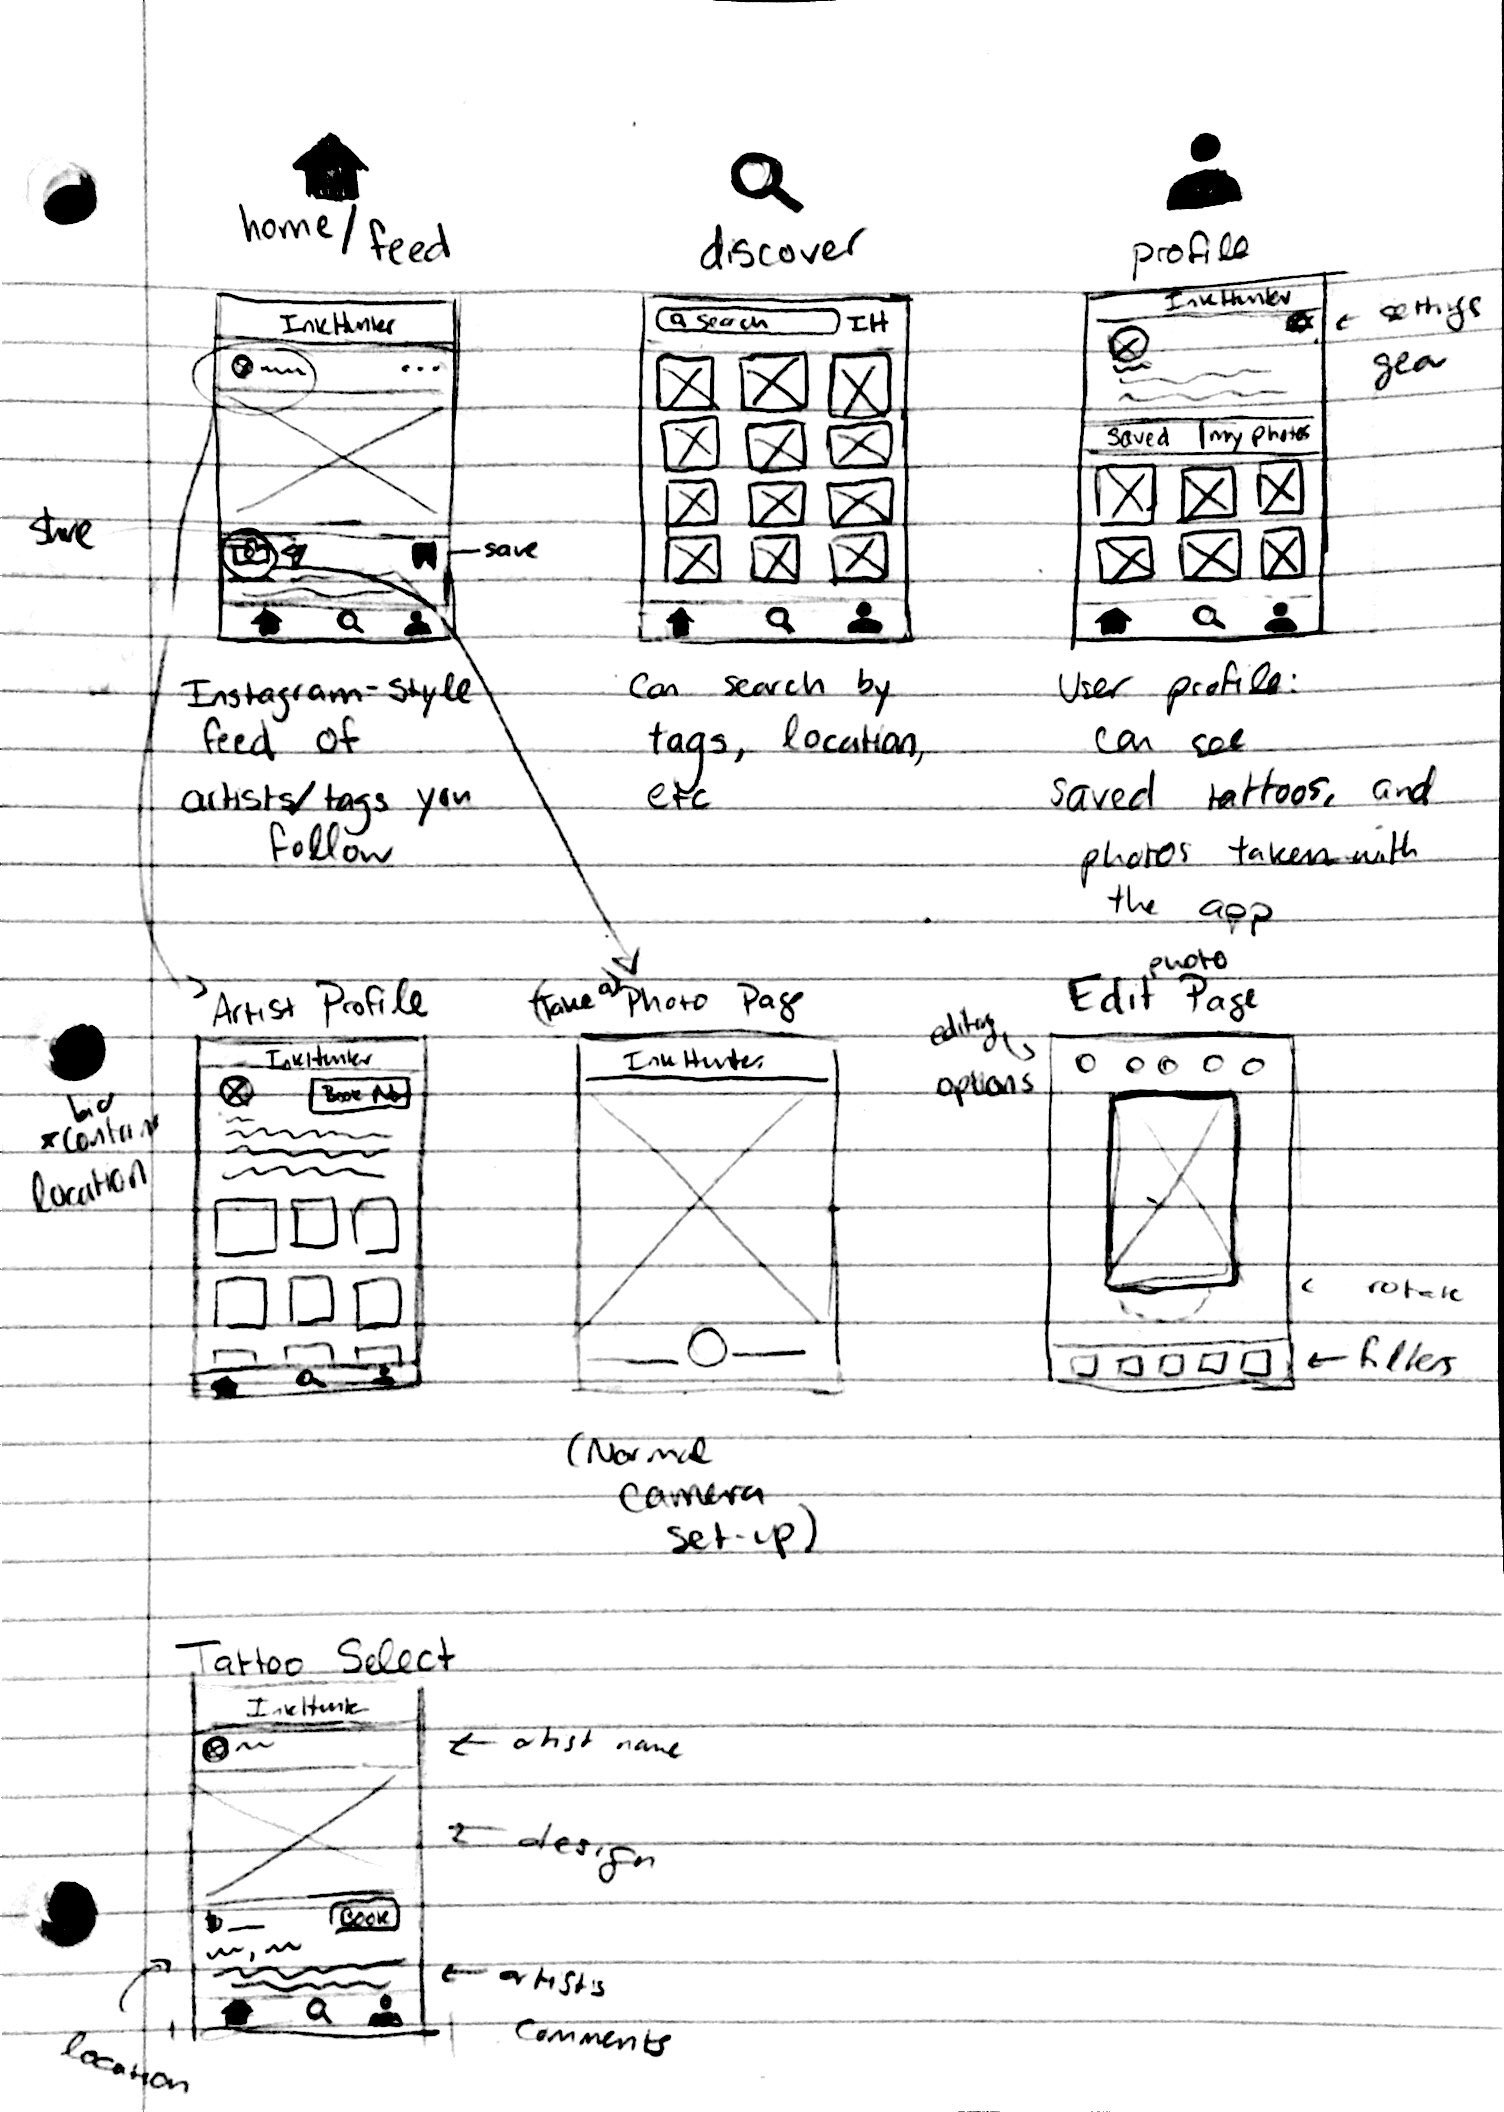 home/feed
discover
profile
InkHunter
search IH
InkHunter
settings
gear
saved my photos
share
save
Instagram-style
feed of
artists/tags you
follow
Can search by
tags, location,
etc
User profile:
can see
saved tattoos, and
photos taken with
the app
Artist Profile
(Take a) Photo Page
photo
Edit Page
InkHunter
Book
InkHunter
editing
options
bio
location
rotate
filters
(Normal
camera
set-up)
Tattoo Select
InkHunte
artist name
design
$
Book
artist's
comments
location